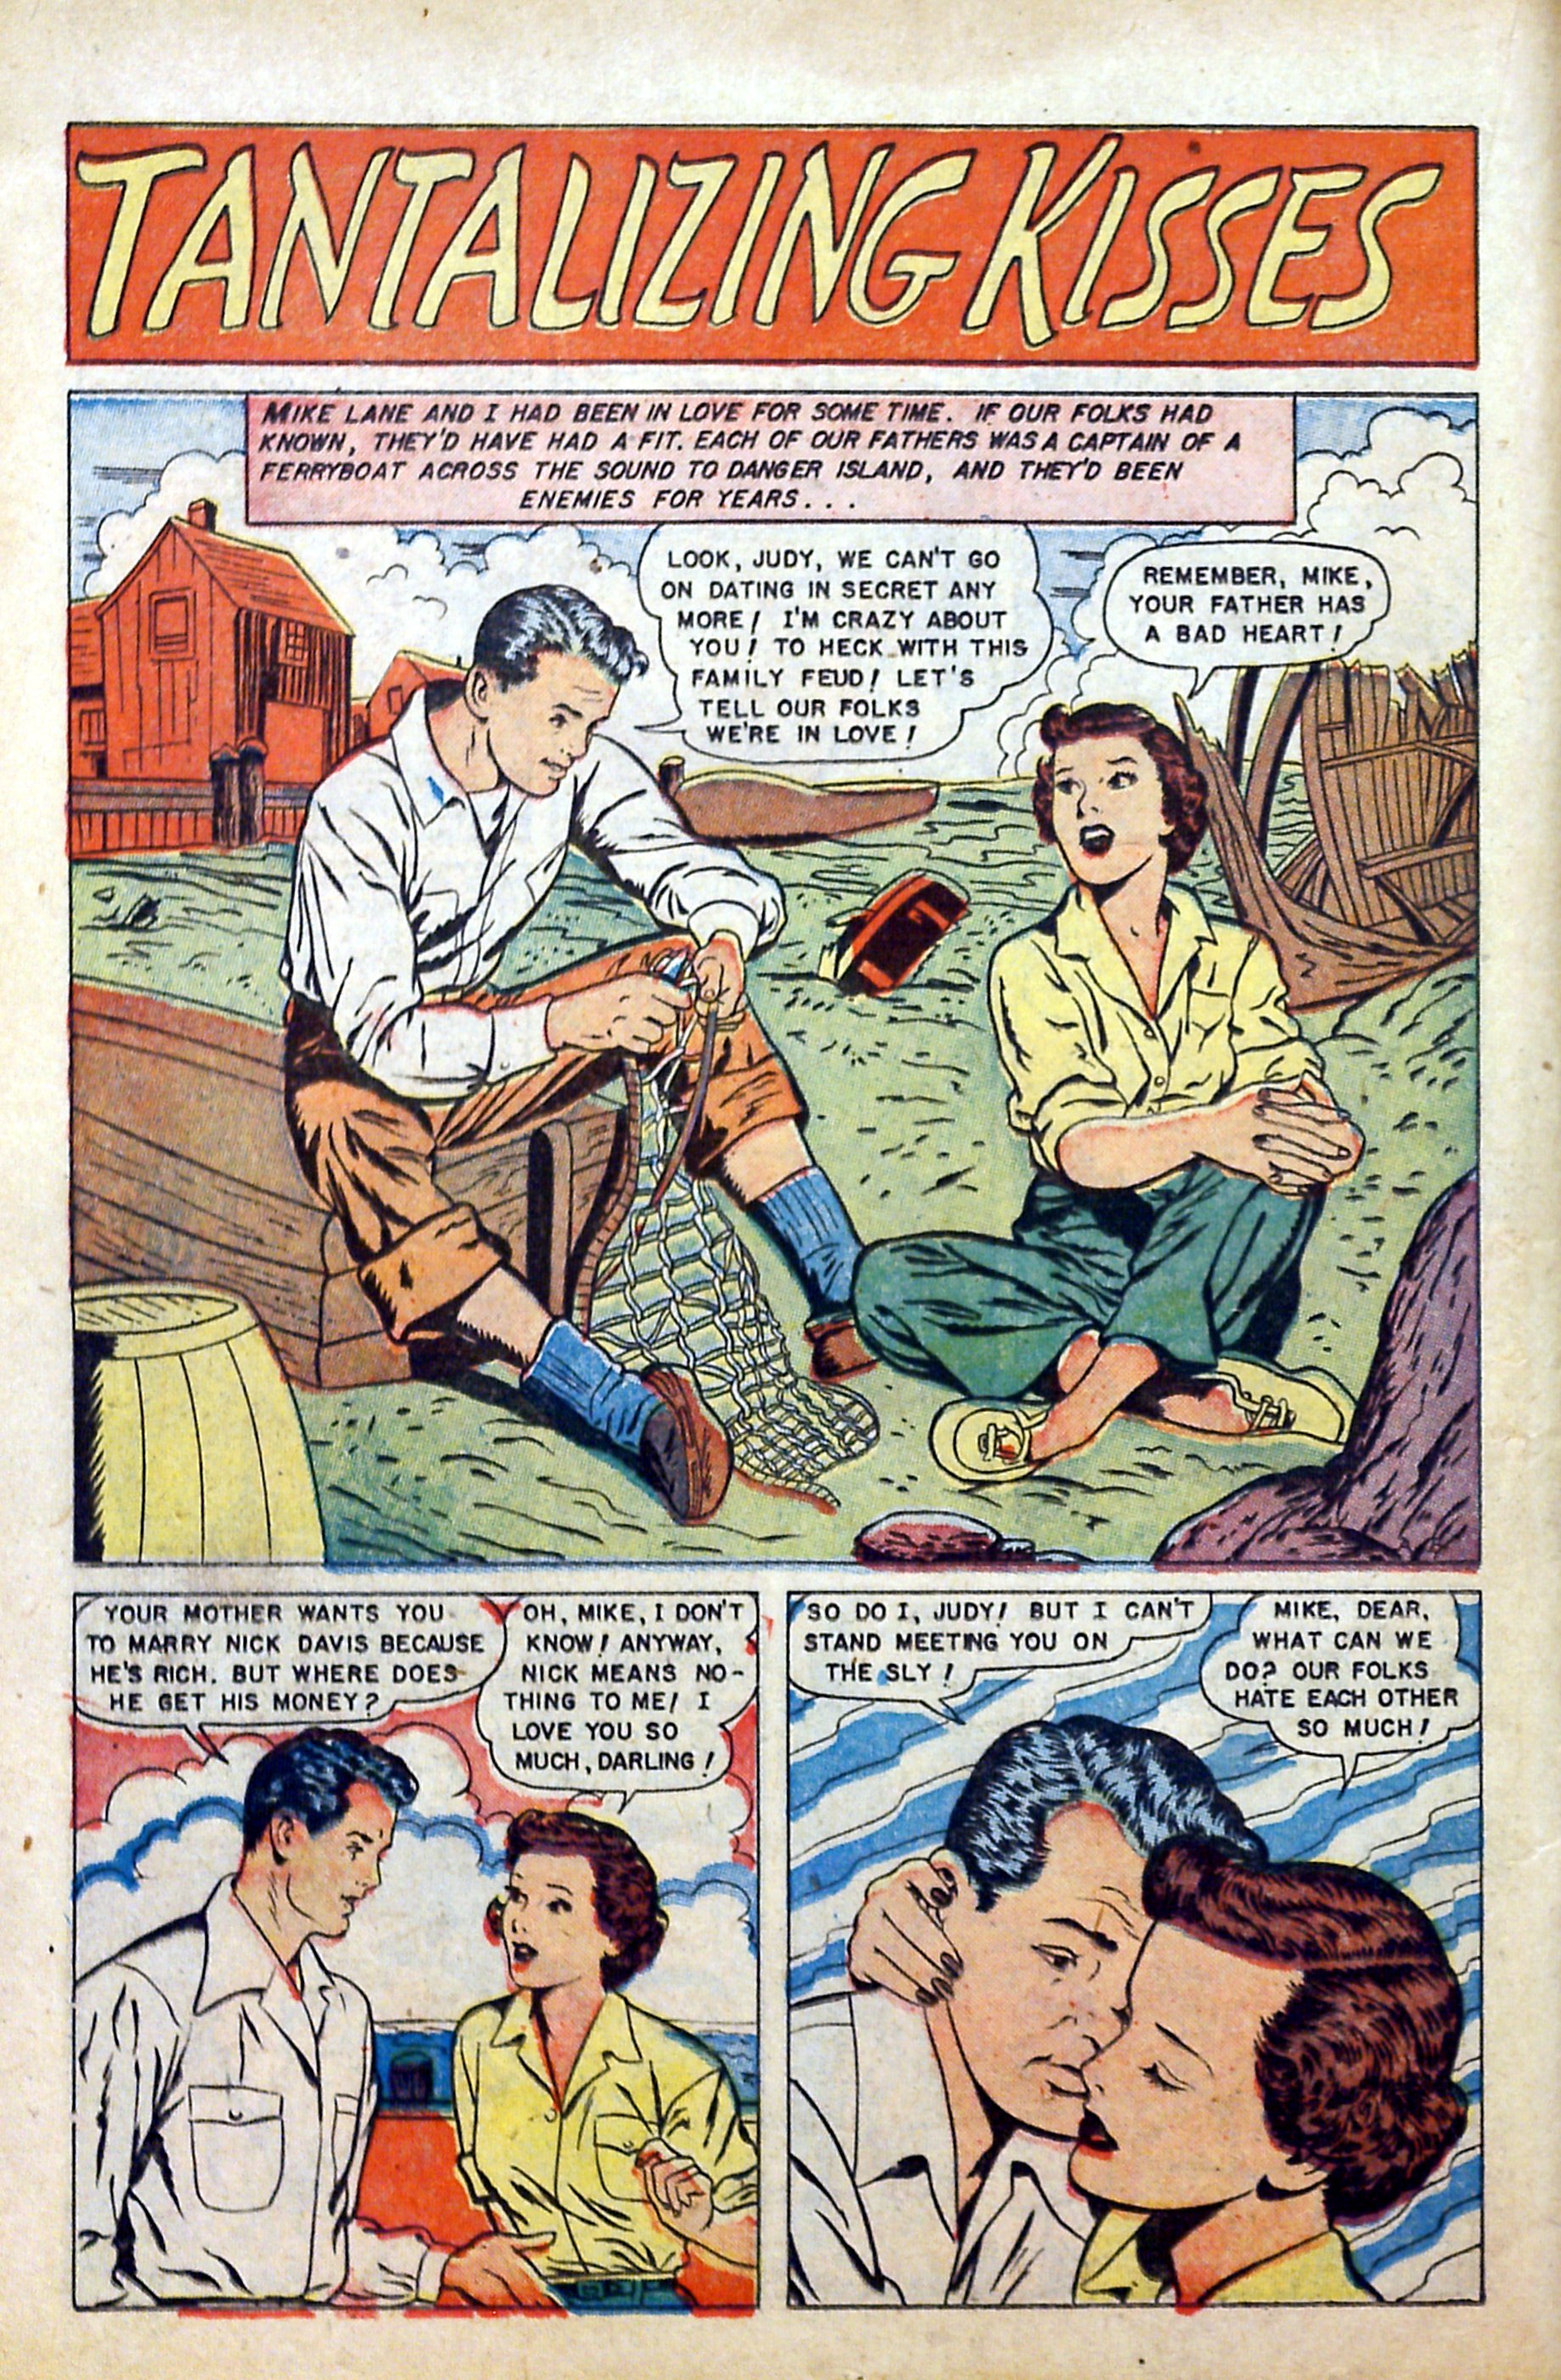 TANTALIZING KISSES
MIKE LANE AND I HAD BEEN IN LOVE FOR SOME TIME. IF OUR FOLKS HAD
KNOWN, THEY'D HAVE HAD A FIT. EACH OF OUR FATHERS WAS A CAPTAIN OF A
FERRYBOAT ACROSS THE SOUND TO DANGER ISLAND, AND THEY'D BEEN
ENEMIES FOR YEARS...
LOOK, JUDY, WE CAN'T GO
ON DATING IN SECRET ANY
MORE! I'M CRAZY ABOUT
YOU! TO HECK WITH THIS
FAMILY FEUD! LET'S
TELL OUR FOLKS
WE'RE IN LOVE!
REMEMBER, MIKE,
YOUR FATHER HAS
A BAD HEART!
YOUR MOTHER WANTS YOU
TO MARRY NICK DAVIS BECAUSE
HE'S RICH. BUT WHERE DOES
HE GET HIS MONEY?
OH, MIKE, I DON'T
KNOW! ANYWAY,
NICK MEANS NO-
THING TO ME! I
LOVE YOU SO
MUCH, DARLING!
SO DO I, JUDY! BUT I CAN'T
STAND MEETING YOU ON
THE SLY!
MIKE, DEAR,
WHAT CAN WE
DO? OUR FOLKS
HATE EACH OTHER
SO MUCH!